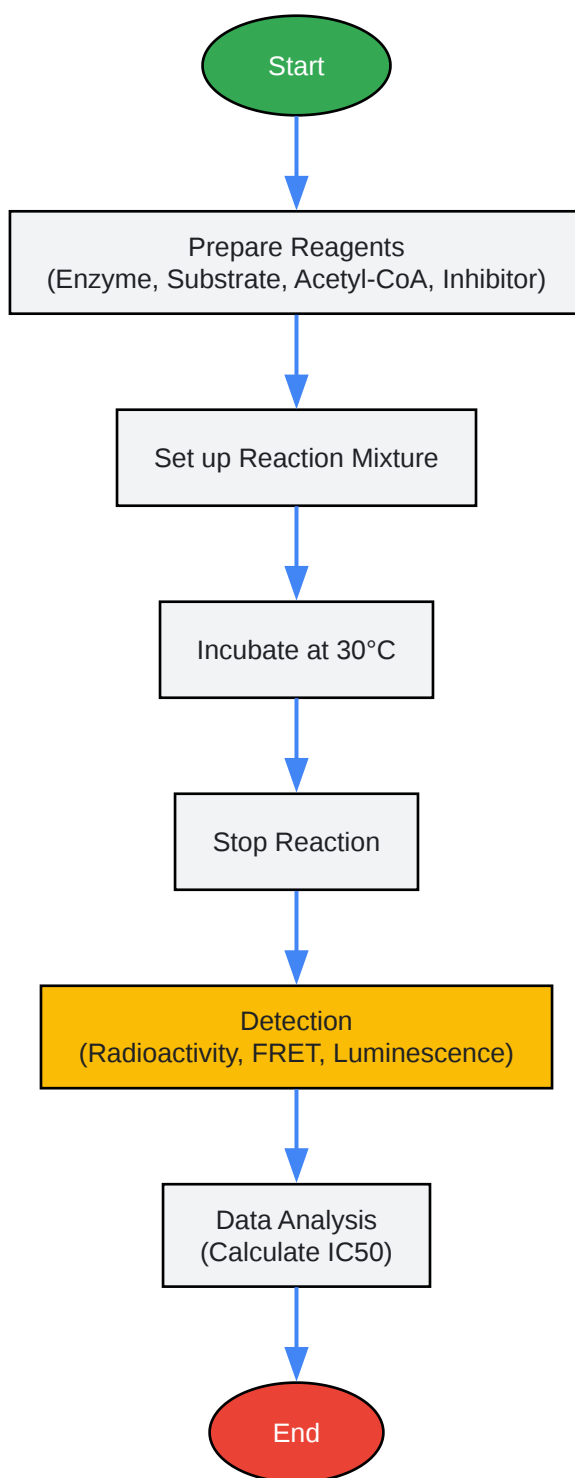 Start
Prepare Reagents
(Enzyme, Substrate, Acetyl-CoA, Inhibitor)
Set up Reaction Mixture
Incubate at 30°C
Stop Reaction
Detection
(Radioactivity, FRET, Luminescence)
Data Analysis
(Calculate IC50)
End